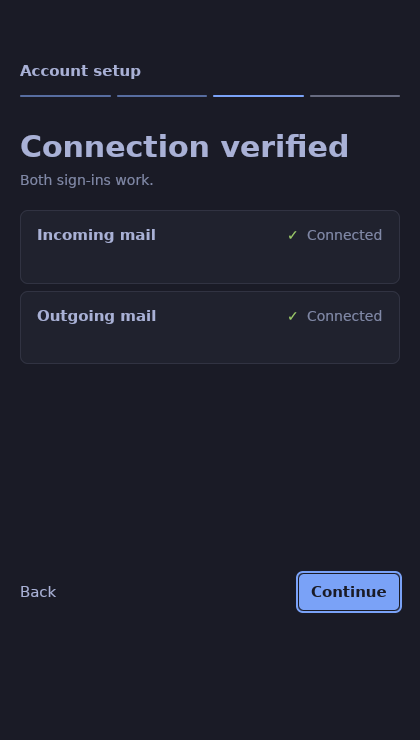 Account setup
Connection verified
Both sign-ins work.
Incoming mail ✓ Connected
Outgoing mail ✓ Connected
Back Continue